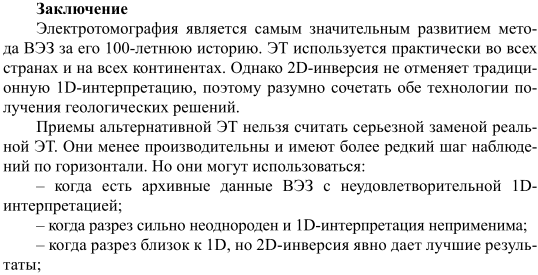 Заключение
Электротомография является самым значительным развитием мето-
да ВЭЗ за его 100-летнюю историю. ЭТ используется практически во всех
странах и на всех континентах. Однако 2D-инверсия не отменяет традици-
онную 1D-интерпретацию, поэтому разумно сочетать обе технологии по-
лучения геологических решений.
Приемы альтернативной ЭТ нельзя считать серьезной заменой реаль-
ной ЭТ. Они менее производительны и имеют более редкий шаг наблюде-
ний по горизонтали. Но они могут использоваться:
– когда есть архивные данные ВЭЗ с неудовлетворительной 1D-
интерпретацией;
– когда разрез сильно неоднороден и 1D-интерпретация неприменима;
– когда разрез близок к 1D, но 2D-инверсия явно дает лучшие резуль-
таты;